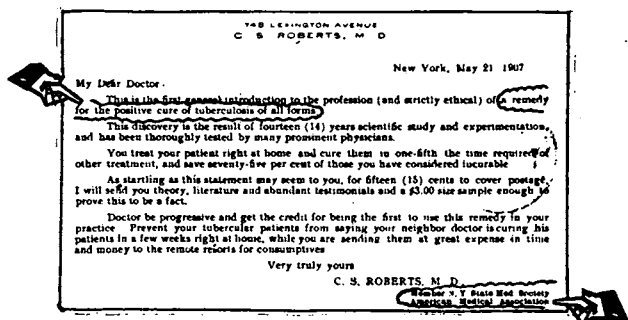 748 LEXINGTON AVENUE
C S ROBERTS, M D
New York, May 21 1907
My Dear Doctor.
This is the first general introduction to the profession (and strictly ethical) of a remedy
for the positive cure of tuberculosis of all forms
This discovery is the result of fourteen (14) years scientific study and experimentation,
and has been thoroughly tested by many prominent physicians.
You treat your patient right at home and cure them in one-fifth the time required of
other treatment, and save seventy-five per cent of those you have considered incurable
As startling as this statement may seem to you, for fifteen (15) cents to cover postage,
I will send you theory, literature and abundant testimonials and a $3.00 size sample enough to
prove this to be a fact.
Doctor be progressive and get the credit for being the first to use this remedy in your
practice Prevent your tubercular patients from saying your neighbor doctor is curing his
patients in a few weeks right at home, while you are sending them at great expense in time
and money to the remote resorts for consumptives
Very truly yours
C. S. ROBERTS, M. D.
Member N. Y State Med Society
American Medical Association